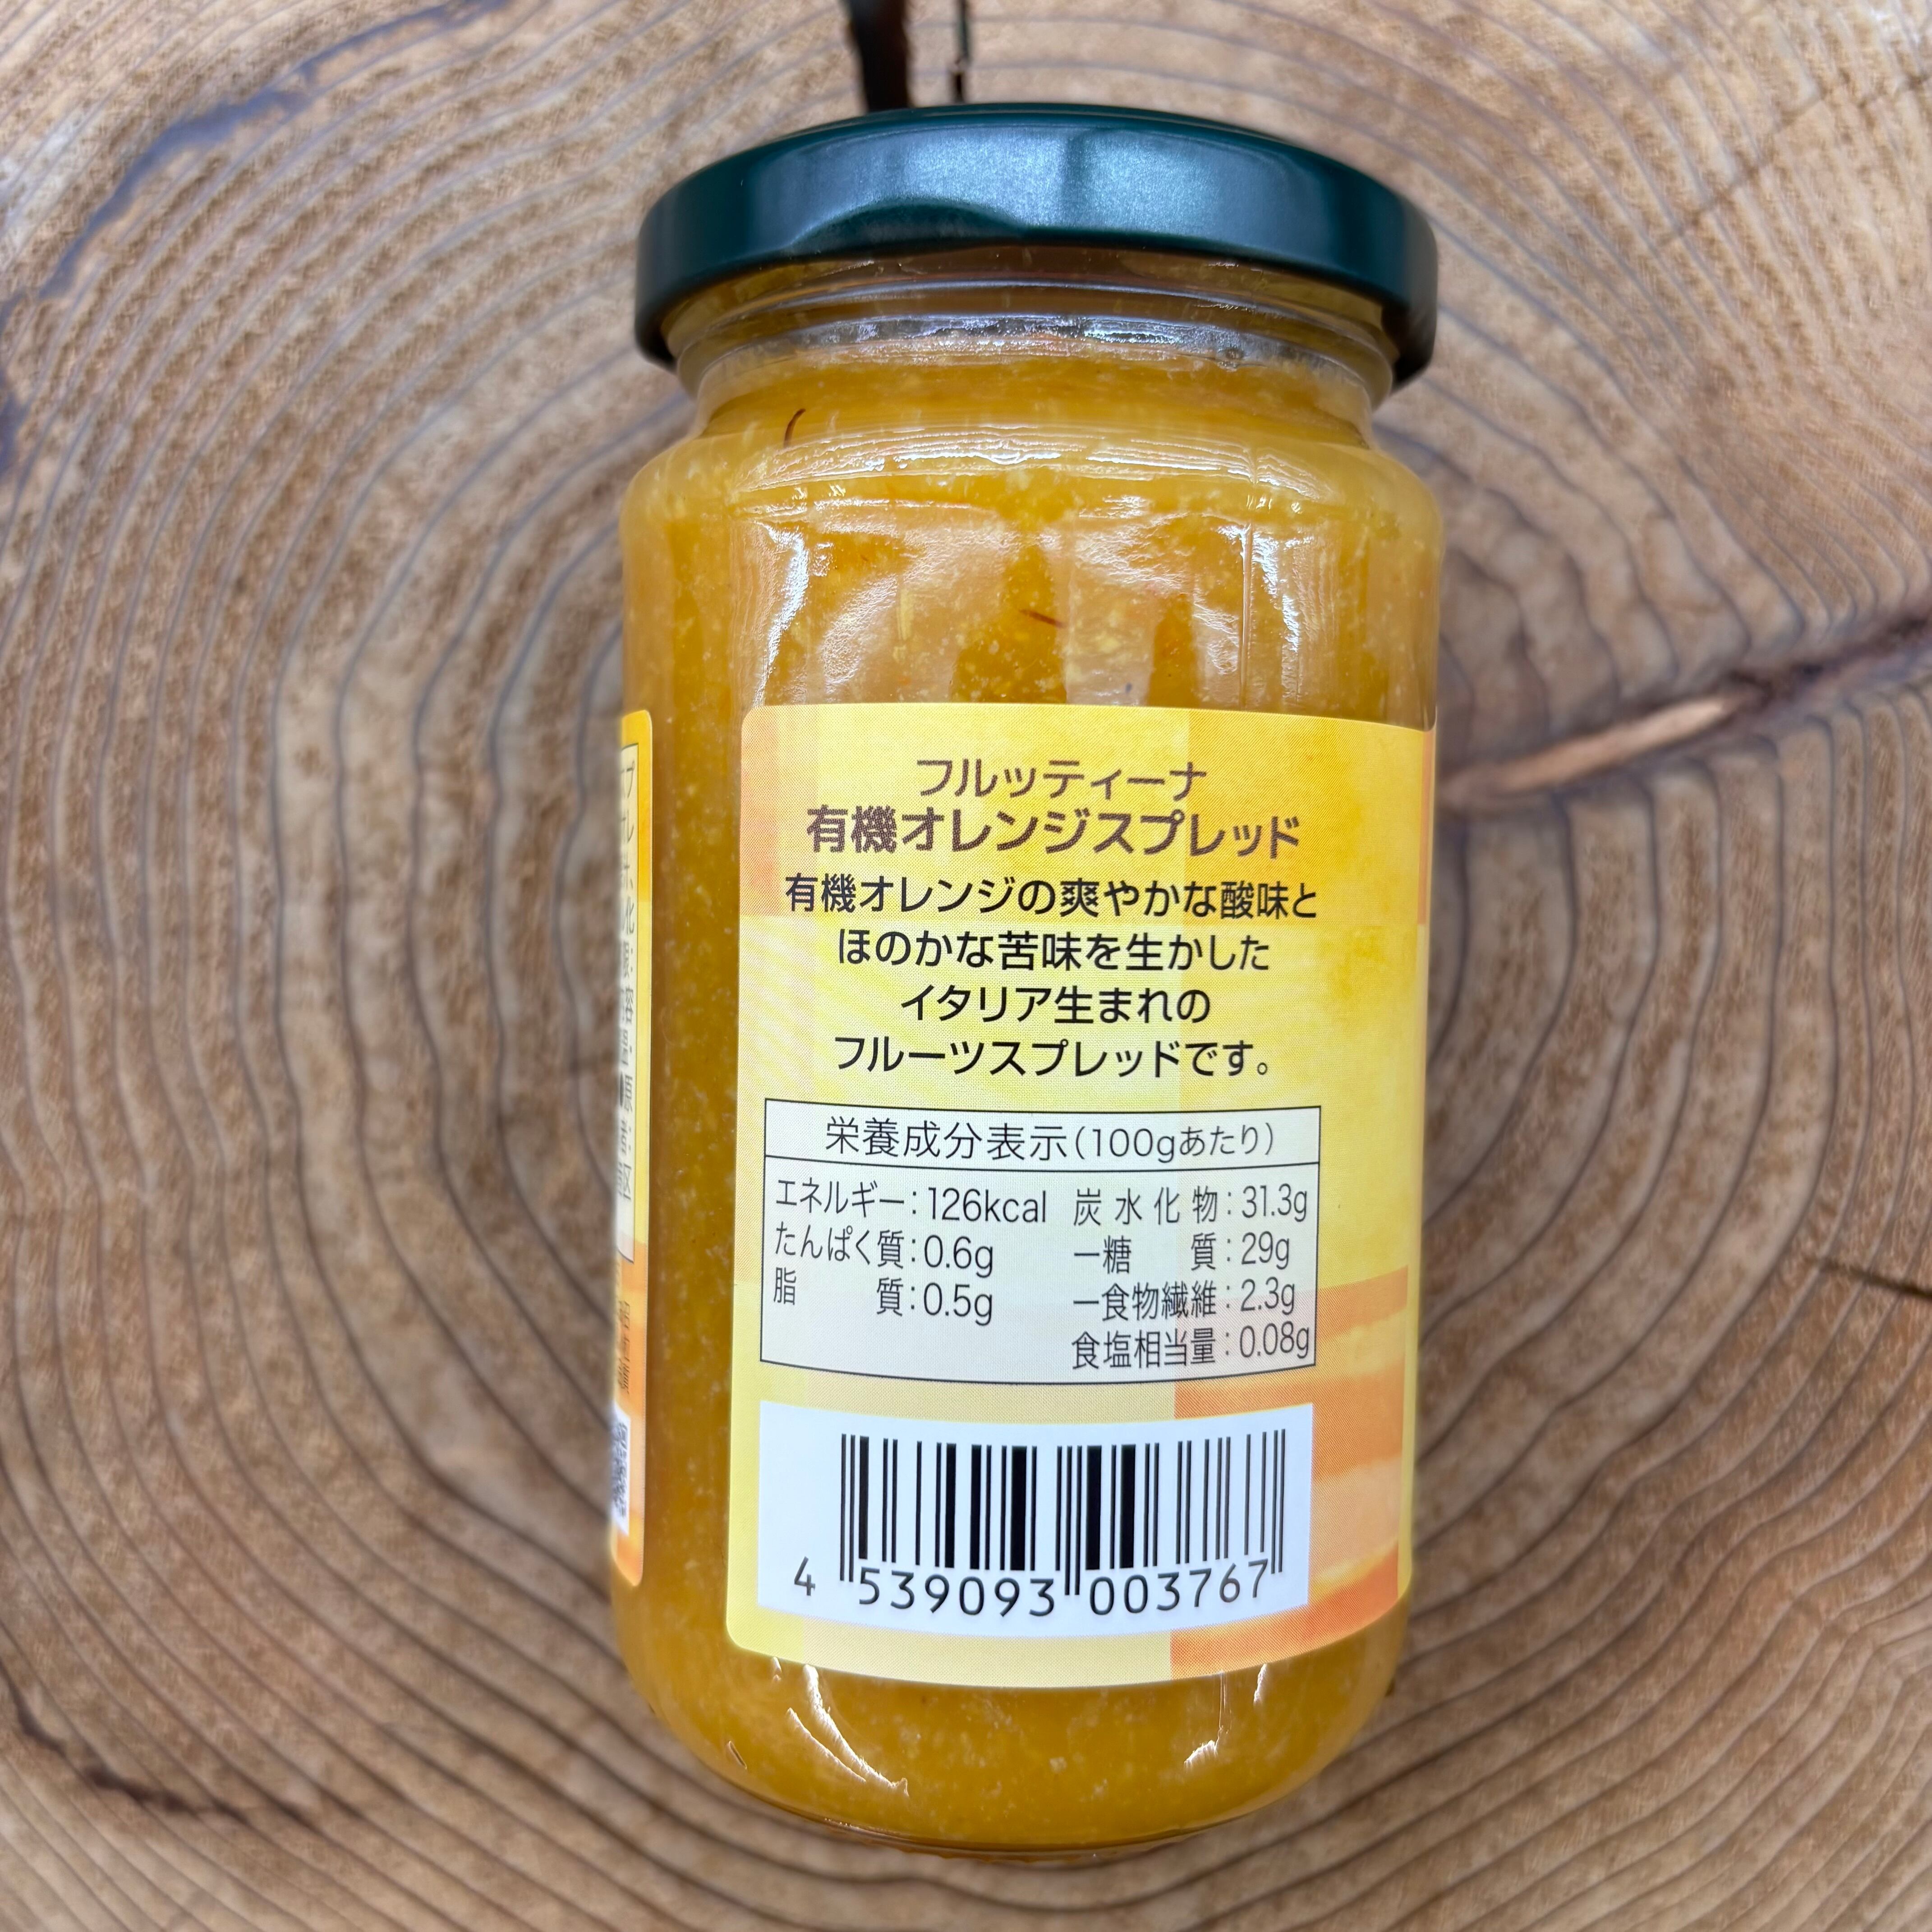 フルッティーナ
有機オレンジスプレッド
有機オレンジの爽やかな酸味と
ほのかな苦味を生かした
イタリア生まれの
フルーツスプレッドです。
栄養成分表示(100gあたり)
エネルギー:126kcal 炭水化物:31.3g
たんぱく質:0.6g ー糖質:29g
脂質:0.5g ー食物繊維:2.3g
食塩相当量:0.08g
4 539093 003767